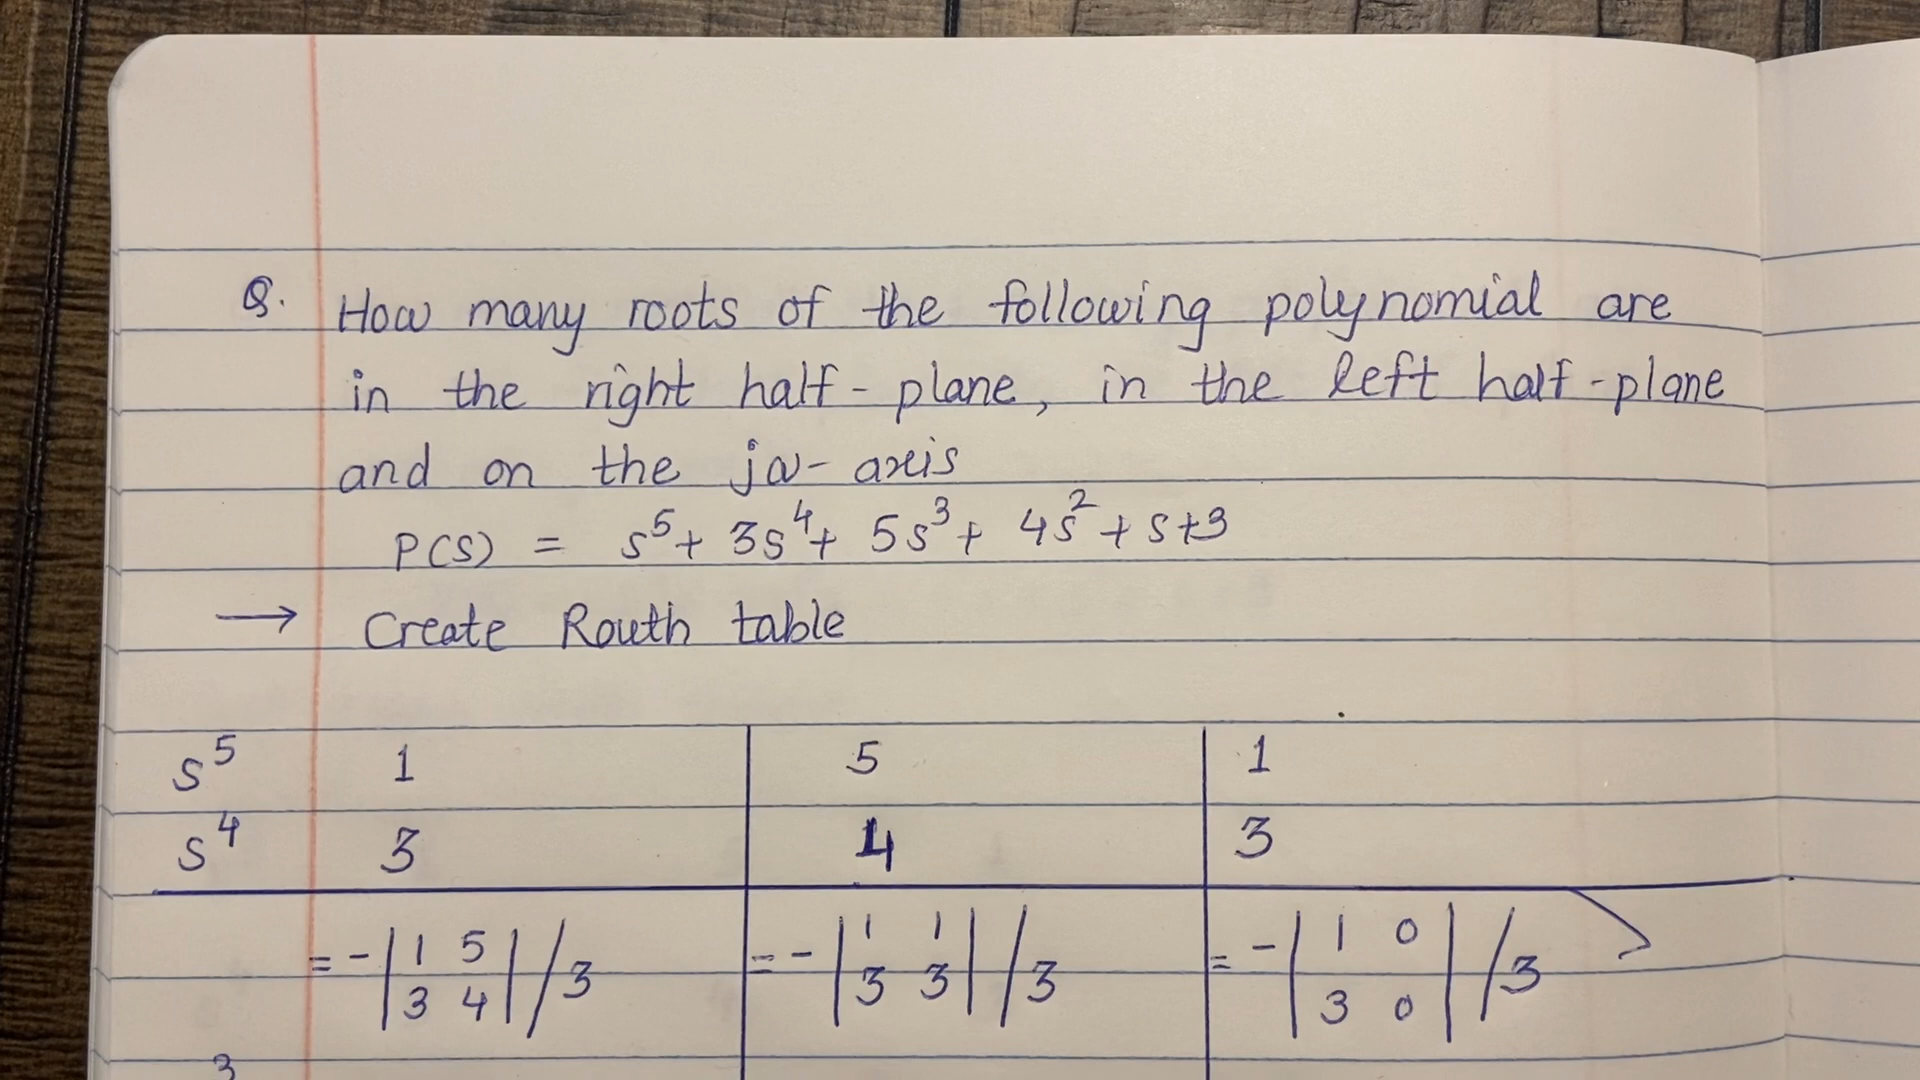 Q. How many roots of the following polynomial are
in the right half-plane, in the left half-plane
and on the jω-axis
P(S) = s⁵+ 3s⁴+ 5s³+ 4s²+ s+3
→ Create Routh table
s⁵ 1 5 1
s⁴ 3 4 3
= -| 1 5 | / 3 = -| 1 1 | / 3 = -| 1 0 | / 3
3 4 3 3 3 0
3